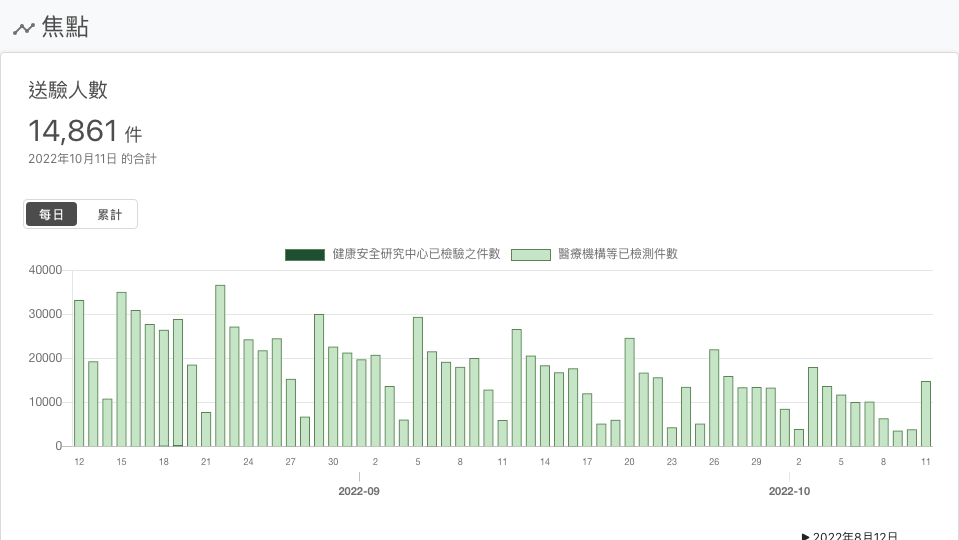 焦點
送驗人數
14,861 件
2022年10月11日 的合計
每日 累計
健康安全研究中心已檢驗之件數 醫療機構等已檢測件數
40000
30000
20000
10000
0
12 15 18 21 24 27 30 2 5 8 11 14 17 20 23 26 29 2 5 8 11
2022-09 2022-10
▶ 2022年8月12日